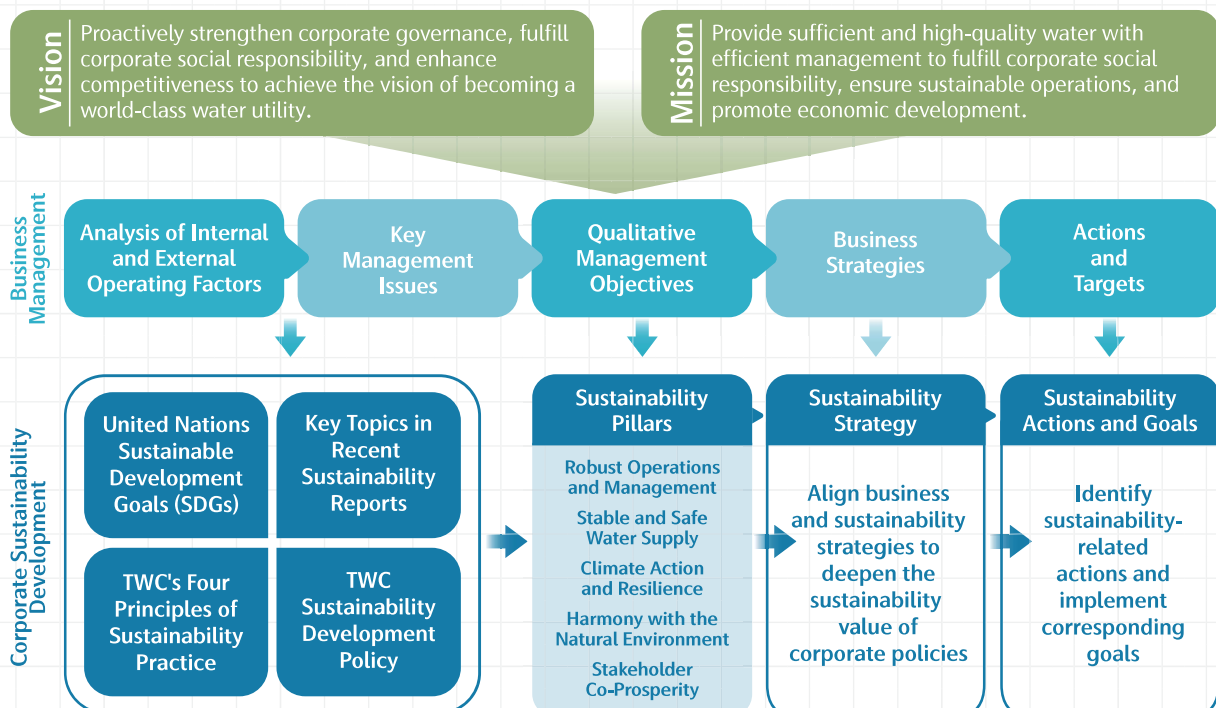 Vision
Proactively strengthen corporate governance, fulfill
corporate social responsibility, and enhance
competitiveness to achieve the vision of becoming a
world-class water utility.
Mission
Provide sufficient and high-quality water with
efficient management to fulfill corporate social
responsibility, ensure sustainable operations, and
promote economic development.
Business
Management
Analysis of Internal
and External
Operating Factors
Key
Management
Issues
Qualitative
Management
Objectives
Business
Strategies
Actions
and
Targets
Corporate Sustainability
Development
United Nations
Sustainable
Development
Goals (SDGs)
Key Topics in
Recent
Sustainability
Reports
TWC's Four
Principles of
Sustainability
Practice
TWC
Sustainability
Development
Policy
Sustainability
Pillars
Robust Operations
and Management
Stable and Safe
Water Supply
Climate Action
and Resilience
Harmony with the
Natural Environment
Stakeholder
Co-Prosperity
Sustainability
Strategy
Align business
and sustainability
strategies to
deepen the
sustainability
value of
corporate policies
Sustainability
Actions and Goals
Identify
sustainability-
related
actions and
implement
corresponding
goals